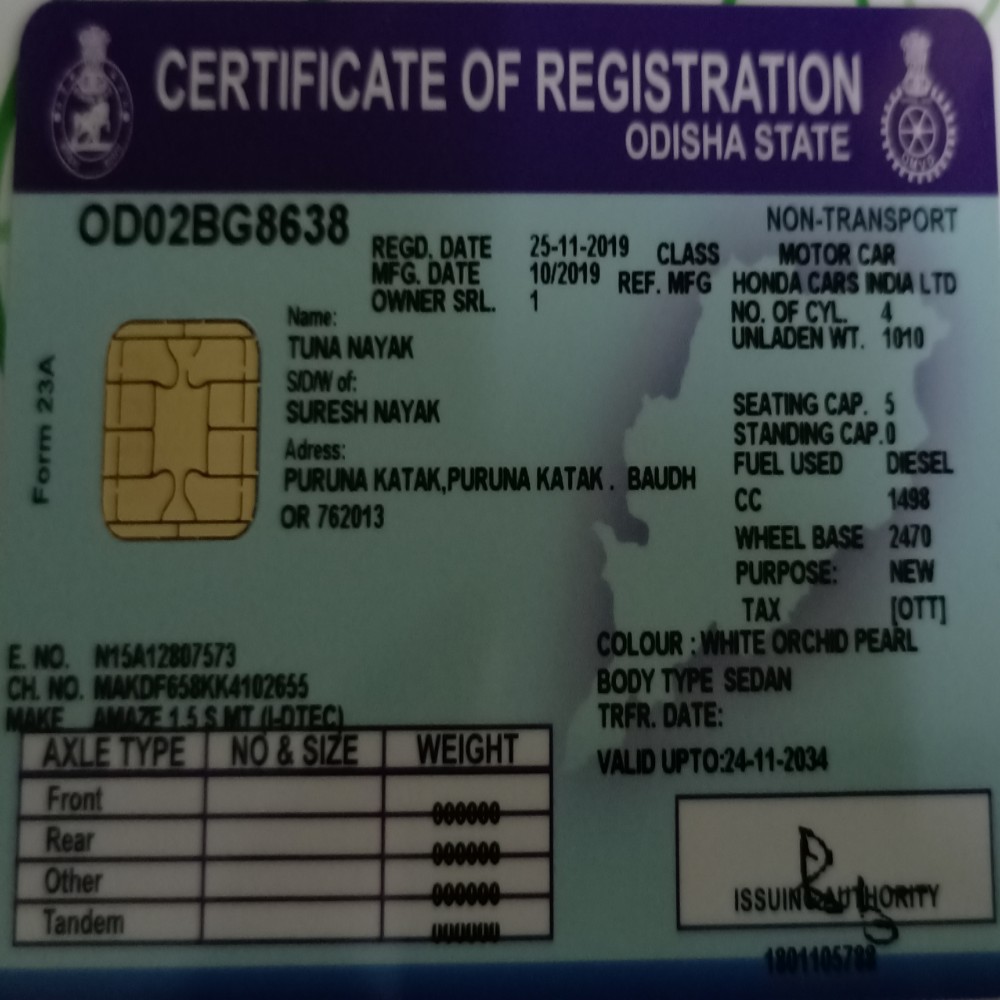 CERTIFICATE OF REGISTRATION
ODISHA STATE
OD02BG8638
NON-TRANSPORT
REGD. DATE 25-11-2019 CLASS MOTOR CAR
MFG. DATE 10/2019 REF. MFG HONDA CARS INDIA LTD
OWNER SRL. 1 NO. OF CYL. 4
UNLADEN WT. 1010
Name:
TUNA NAYAK
S/D/W of:
SURESH NAYAK
Adress:
PURUNA KATAK,PURUNA KATAK . BAUDH
OR 762013
Form 23A
SEATING CAP. 5
STANDING CAP.0
FUEL USED DIESEL
CC 1498
WHEEL BASE 2470
PURPOSE: NEW
TAX [OTT]
COLOUR : WHITE ORCHID PEARL
BODY TYPE SEDAN
TRFR. DATE:
VALID UPTO:24-11-2034
E. NO. N15A12807573
CH. NO. MAKDF658KK4102655
MAKE AMAZE 1.5 S MT (I-DTEC)
AXLE TYPE NO & SIZE WEIGHT
Front 000000
Rear 000000
Other 000000
Tandem 000000
ISSUING AUTHORITY